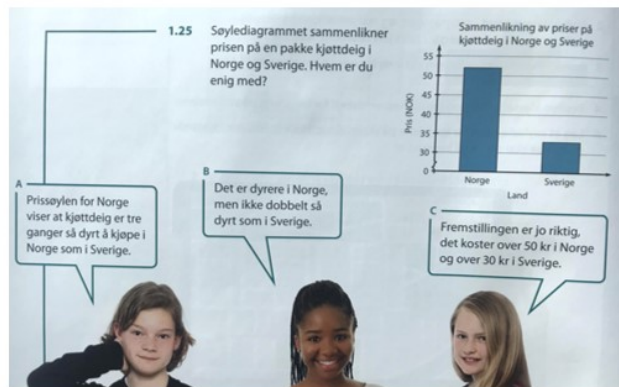 1.25 Søylediagrammet sammenlikner
prisen på en pakke kjøttdeig i
Norge og Sverige. Hvem er du
enig med?
Sammenlikning av priser på
kjøttdeig i Norge og Sverige
Pris (NOK)
55
50
45
40
35
30
0
Norge Sverige
Land
A
Prissøylen for Norge
viser at kjøttdeig er tre
ganger så dyrt å kjøpe i
Norge som i Sverige.
B
Det er dyrere i Norge,
men ikke dobbelt så
dyrt som i Sverige.
C
Fremstillingen er jo riktig,
det koster over 50 kr i Norge
og over 30 kr i Sverige.